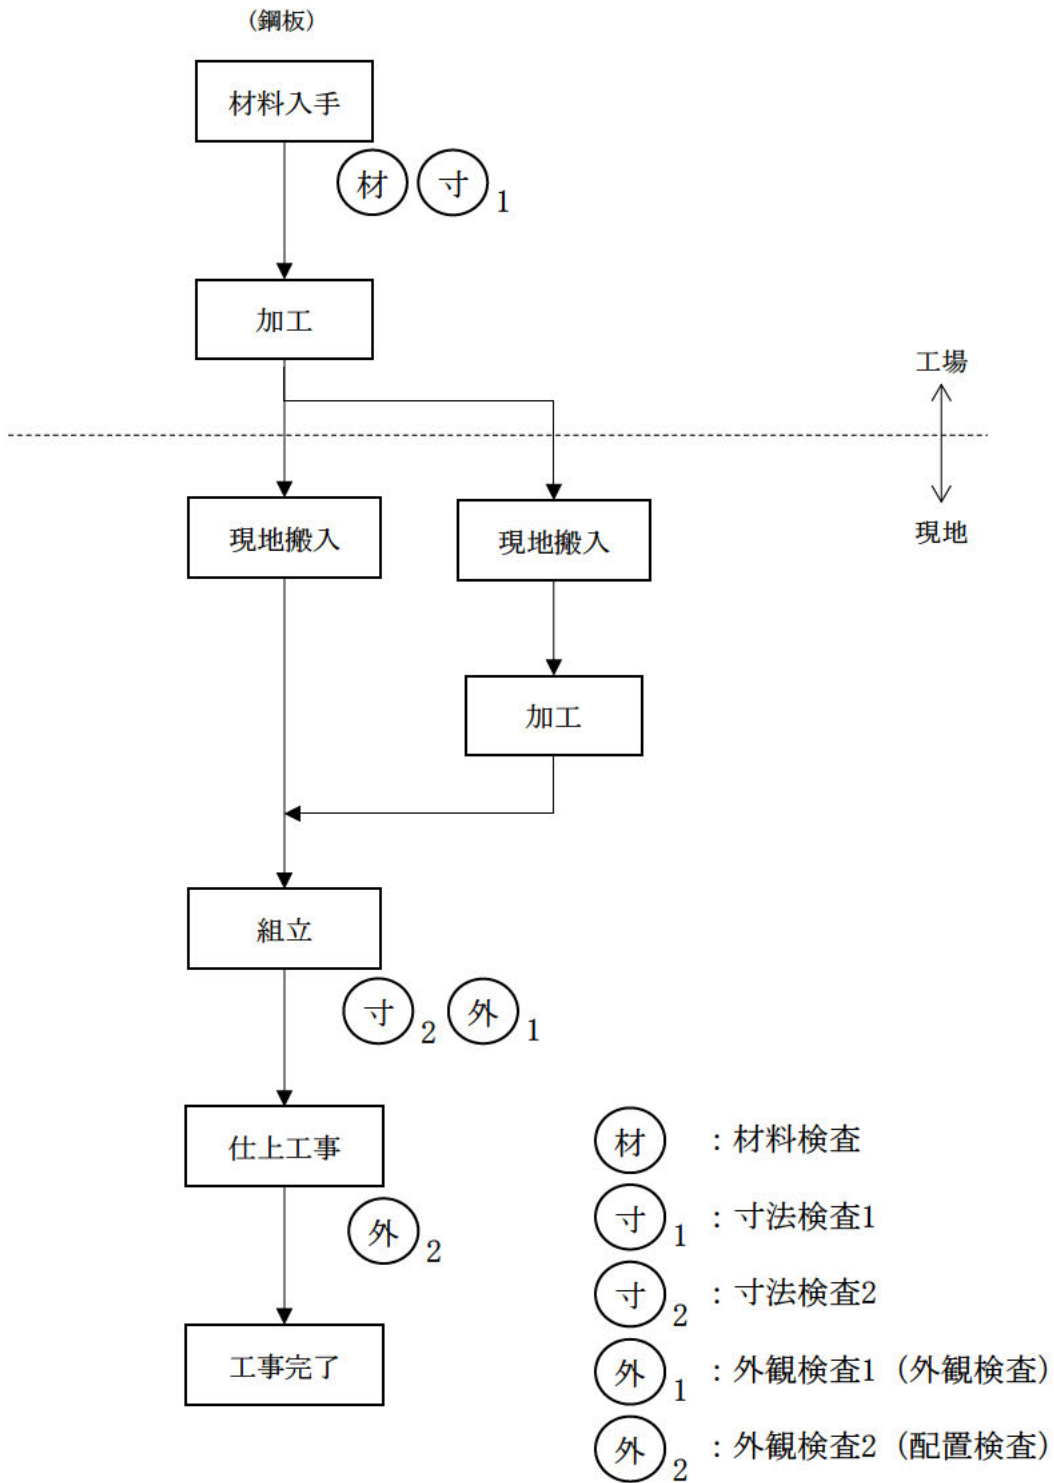 (鋼板)
材料入手
材 寸1
加工
工場
現地
現地搬入
現地搬入
加工
組立
寸2 外1
仕上工事
外2
工事完了
材 :材料検査
寸1 :寸法検査1
寸2 :寸法検査2
外1 :外観検査1 (外観検査)
外2 :外観検査2 (配置検査)